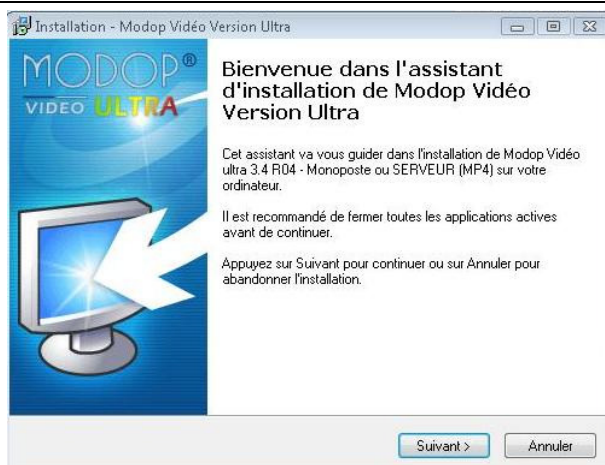 Installation - Modop Vidéo Version Ultra
MODOP®
VIDEO ULTRA
Bienvenue dans l'assistant
d'installation de Modop Vidéo
Version Ultra
Cet assistant va vous guider dans l'installation de Modop Vidéo
ultra 3.4 R04 - Monoposte ou SERVEUR (MP4) sur votre
ordinateur.
Il est recommandé de fermer toutes les applications actives
avant de continuer.
Appuyez sur Suivant pour continuer ou sur Annuler pour
abandonner l'installation.
Suivant >
Annuler